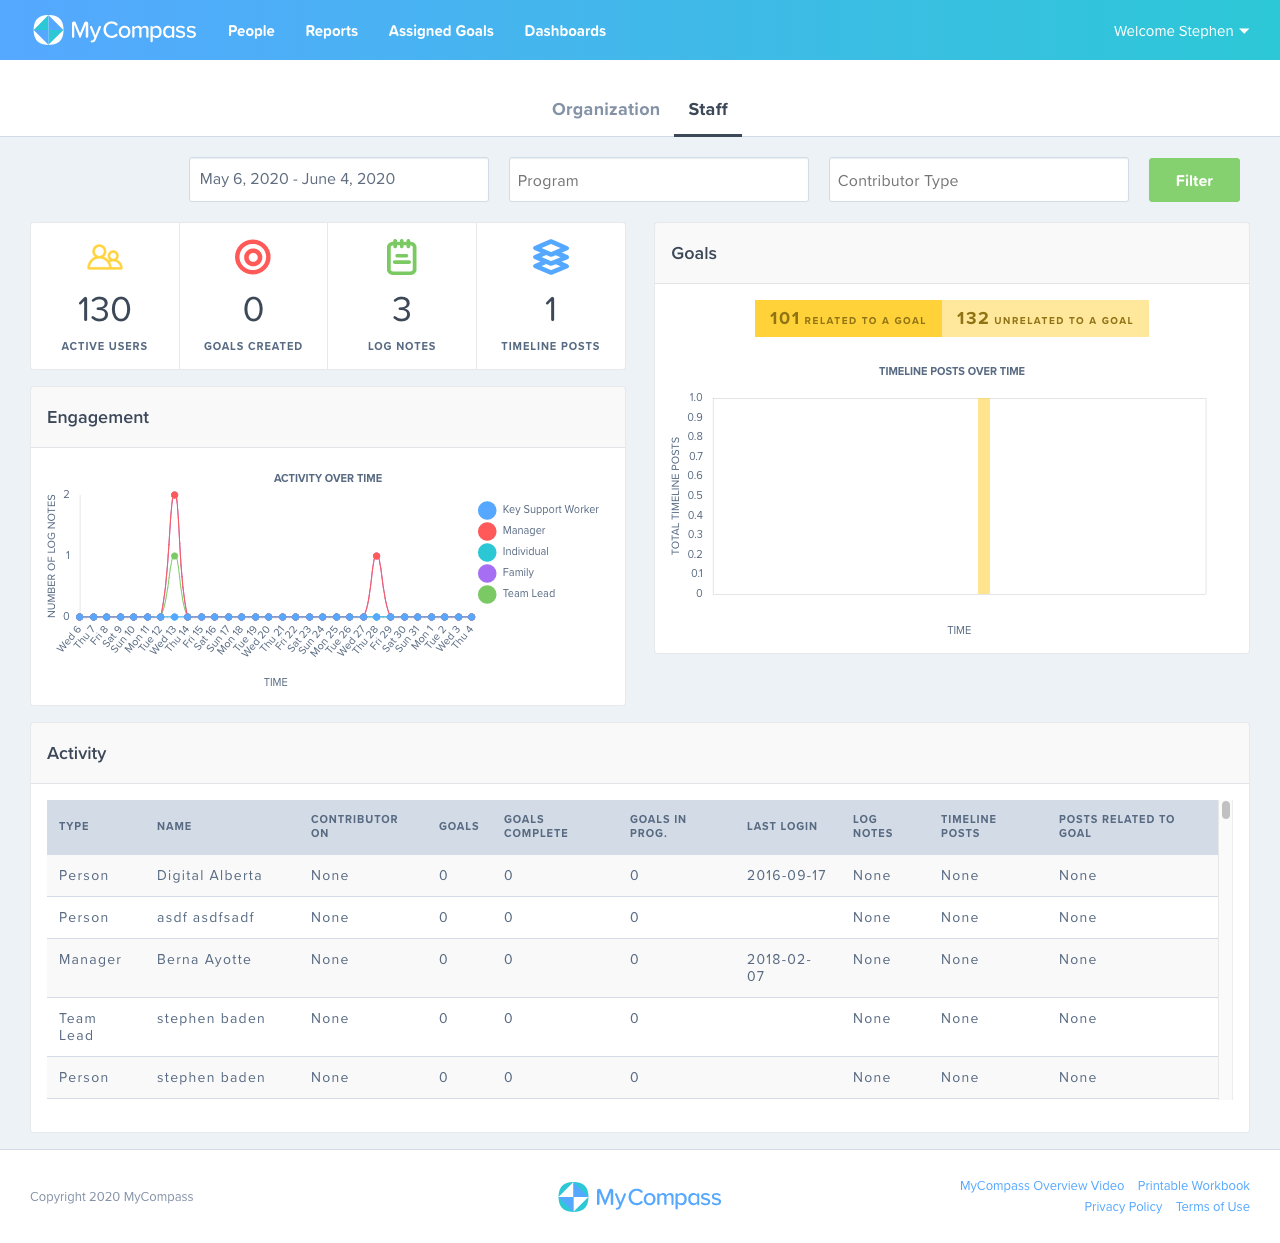 MyCompass People Reports Assigned Goals Dashboards Welcome Stephen
Organization Staff
May 6, 2020 - June 4, 2020 Program Contributor Type Filter
130 0 3 1
ACTIVE USERS GOALS CREATED LOG NOTES TIMELINE POSTS
Goals
101 RELATED TO A GOAL 132 UNRELATED TO A GOAL
TIMELINE POSTS OVER TIME
TOTAL TIMELINE POSTS
1.0
0.9
0.8
0.7
0.6
0.5
0.4
0.3
0.2
0.1
0
TIME
Engagement
ACTIVITY OVER TIME
NUMBER OF LOG NOTES
2
1
0
Key Support Worker
Manager
Individual
Family
Team Lead
Wed 6
Thu 7
Fri 8
Sat 9
Sun 10
Mon 11
Tue 12
Wed 13
Thu 14
Fri 15
Sat 16
Sun 17
Mon 18
Tue 19
Wed 20
Thu 21
Fri 22
Sat 23
Sun 24
Mon 25
Tue 26
Wed 27
Thu 28
Fri 29
Sat 30
Sun 31
Mon 1
Tue 2
Wed 3
Thu 4
TIME
Activity
TYPE NAME CONTRIBUTOR ON GOALS GOALS COMPLETE GOALS IN PROG. LAST LOGIN LOG NOTES TIMELINE POSTS POSTS RELATED TO GOAL
Person Digital Alberta None 0 0 0 2016-09-17 None None None
Person asdf asdfsadf None 0 0 0 None None None
Manager Berna Ayotte None 0 0 0 2018-02-07 None None None
Team Lead stephen baden None 0 0 0 None None None
Person stephen baden None 0 0 0 None None None
Copyright 2020 MyCompass
MyCompass
MyCompass Overview Video Printable Workbook
Privacy Policy Terms of Use